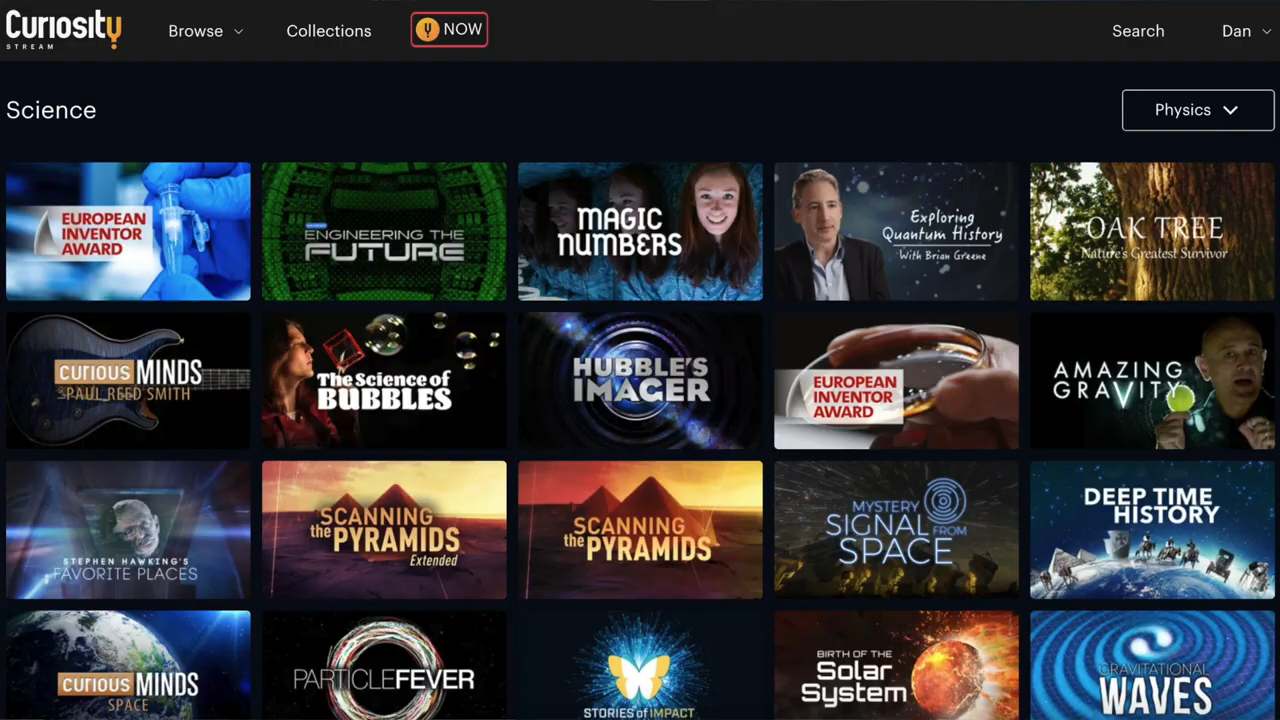 Curiosity
STREAM
Browse
Collections
NOW
Search
Dan
Science
Physics
EUROPEAN
INVENTOR
AWARD
ENGINEERING THE
FUTURE
MAGIC
NUMBERS
Exploring
Quantum History
With Brian Greene
OAK TREE
Nature's Greatest Survivor
CURIOUS MINDS
PAUL REED SMITH
The Science of
BUBBLES
HUBBLE'S
IMAGER
EUROPEAN
INVENTOR
AWARD
AMAZING
GRAVITY
STEPHEN HAWKING'S
FAVORITE PLACES
SCANNING
the PYRAMIDS
Extended
SCANNING
the PYRAMIDS
MYSTERY
SIGNAL FROM
SPACE
DEEP TIME
HISTORY
CURIOUS MINDS
SPACE
PARTICLE FEVER
STORIES of IMPACT
BIRTH OF THE
Solar
System
GRAVITATIONAL
WAVES